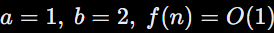 a = 1, b = 2, f(n) = O(1)